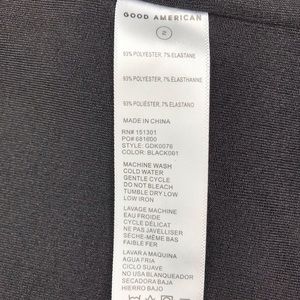 GOOD AMERICAN
2
93% POLYESTER, 7% ELASTANE
93% POLYESTER, 7% ELASTHANNE
93% POLIÉSTER, 7% ELASTANO
MADE IN CHINA
RN# 151301
PO# 681600
STYLE: GDK0076
COLOR: BLACK001
MACHINE WASH
COLD WATER
GENTLE CYCLE
DO NOT BLEACH
TUMBLE DRY LOW
LOW IRON
LAVAGE MACHINE
EAU FROIDE
CYCLE DÉLICAT
NE PAS JAVELLISER
SÈCHE-MÊME BAS
FAIBLE FER
LAVAR A MAQUINA
AGUA FRIA
CICLO SUAVE
NO USA BLANQUEADOR
SECADORA BAJA
HIERRO BAJO